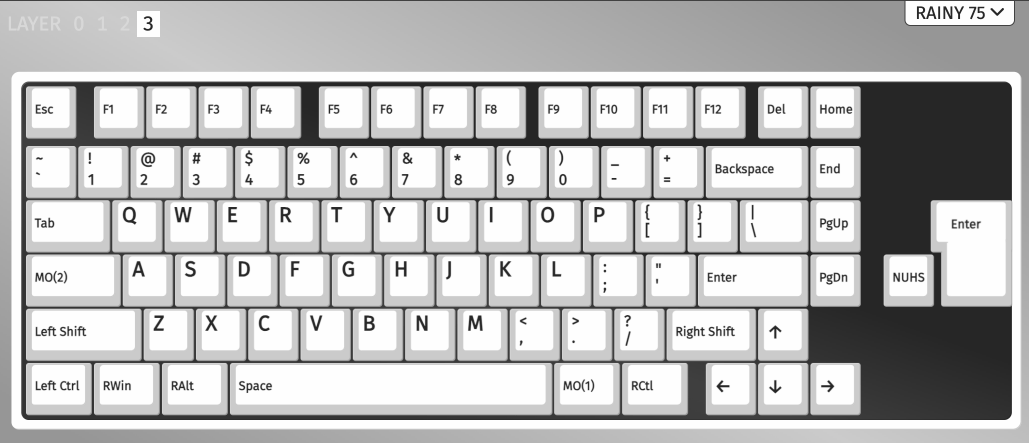 LAYER 0 1 2 3
RAINY 75
Esc F1 F2 F3 F4 F5 F6 F7 F8 F9 F10 F11 F12 Del Home
~ ! @ # $ % ^ & * ( ) _ +
` 1 2 3 4 5 6 7 8 9 0 - = Backspace End
Tab Q W E R T Y U I O P { } | PgUp Enter
[ ] \
MO(2) A S D F G H J K L : " Enter PgDn NUHS
; '
Left Shift Z X C V B N M < > ? Right Shift ↑
, . /
Left Ctrl RWin RAlt Space MO(1) RCtl ← ↓ →